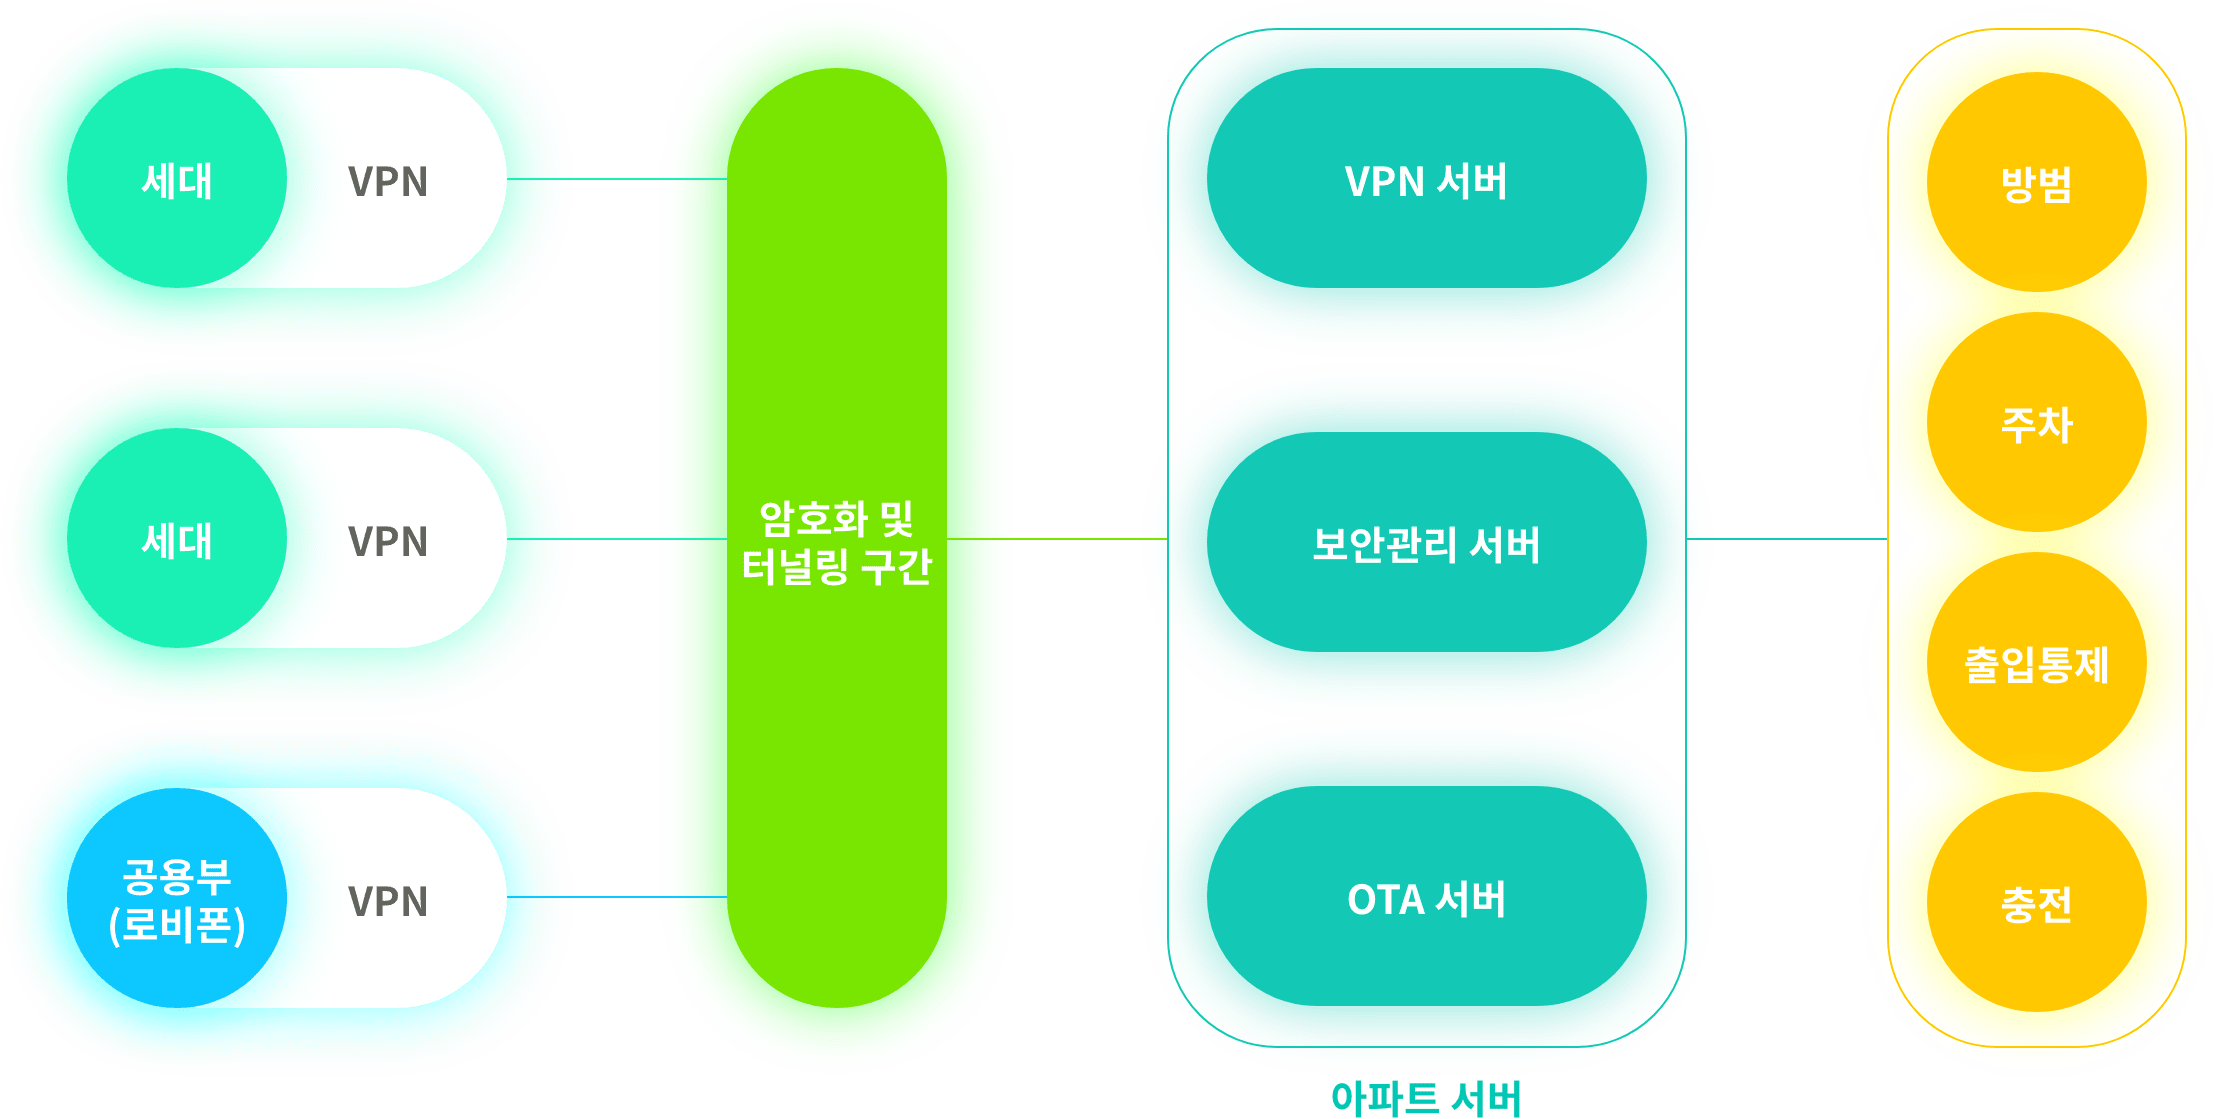 세대
VPN
세대
VPN
공용부
(로비폰)
VPN
암호화 및
터널링 구간
VPN 서버
보안관리 서버
OTA 서버
아파트 서버
방범
주차
출입통제
충전